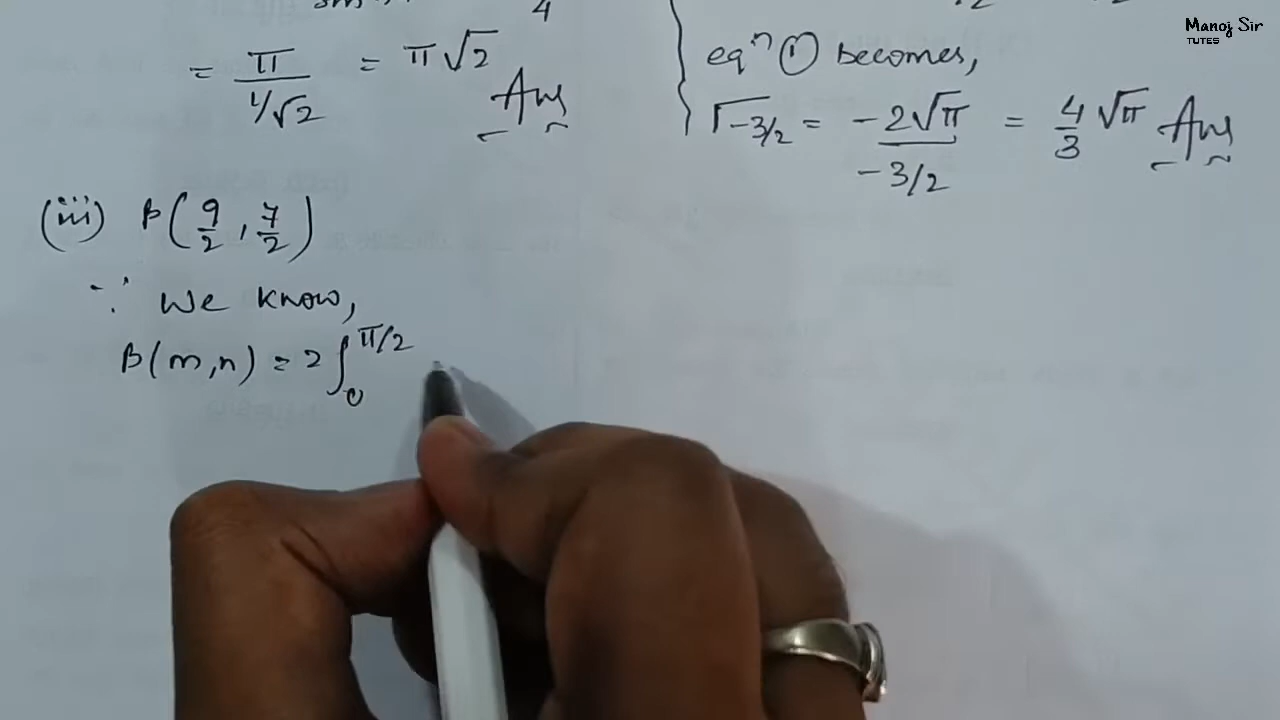 4
= π/(1/√2) = π√2 Ans
eqⁿ ① becomes,
Γ-3/2 = -2√π/(-3/2) = 4/3 √π Ans
(iii) β(9/2, 7/2)
∵ We know,
β(m,n) = 2∫₀^π/2
Manoj Sir
TUTES